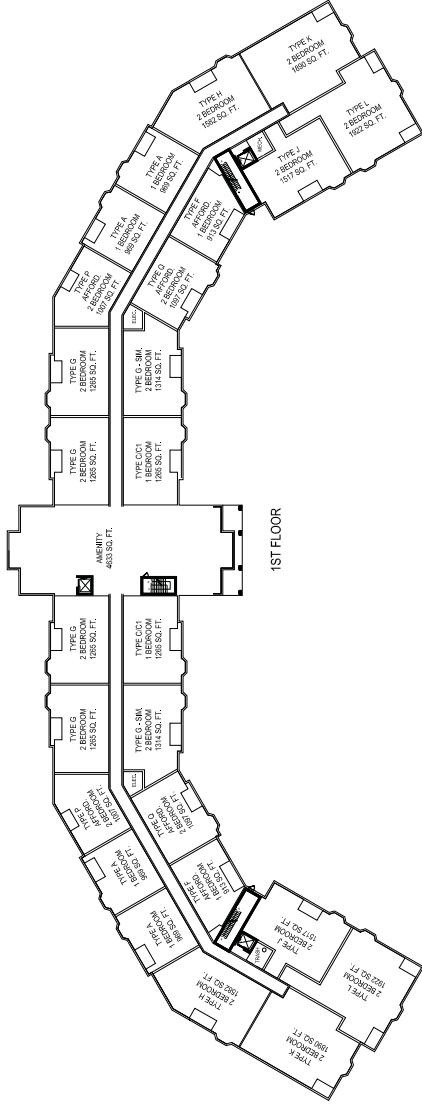 TYPE K
2 BEDROOM
1890 SQ. FT.
TYPE H
2 BEDROOM
1582 SQ. FT.
TYPE L
2 BEDROOM
1922 SQ. FT.
MECH.
TYPE J
2 BEDROOM
1517 SQ. FT.
TYPE A
1 BEDROOM
969 SQ. FT.
TYPE F
AFFORD.
1 BEDROOM
913 SQ. FT.
TYPE A
1 BEDROOM
969 SQ. FT.
TYPE Q
AFFORD.
2 BEDROOM
1097 SQ. FT.
TYPE P
AFFORD.
2 BEDROOM
1007 SQ. FT.
ELEC.
TYPE G
2 BEDROOM
1265 SQ. FT.
TYPE G - SIM.
2 BEDROOM
1314 SQ. FT.
TYPE G
2 BEDROOM
1265 SQ. FT.
TYPE C/C1
1 BEDROOM
1265 SQ. FT.
AMENITY
4633 SQ. FT.
1ST FLOOR
TYPE G
2 BEDROOM
1265 SQ. FT.
TYPE C/C1
1 BEDROOM
1265 SQ. FT.
TYPE G
2 BEDROOM
1265 SQ. FT.
TYPE G - SIM.
2 BEDROOM
1314 SQ. FT.
ELEC.
TYPE P
AFFORD.
2 BEDROOM
1007 SQ. FT.
TYPE Q
AFFORD.
2 BEDROOM
1097 SQ. FT.
TYPE A
1 BEDROOM
969 SQ. FT.
TYPE F
AFFORD.
1 BEDROOM
913 SQ. FT.
TYPE A
1 BEDROOM
969 SQ. FT.
TYPE J
2 BEDROOM
1517 SQ. FT.
TRASH
TYPE H
2 BEDROOM
1582 SQ. FT.
TYPE L
2 BEDROOM
1922 SQ. FT.
TYPE K
2 BEDROOM
1890 SQ. FT.